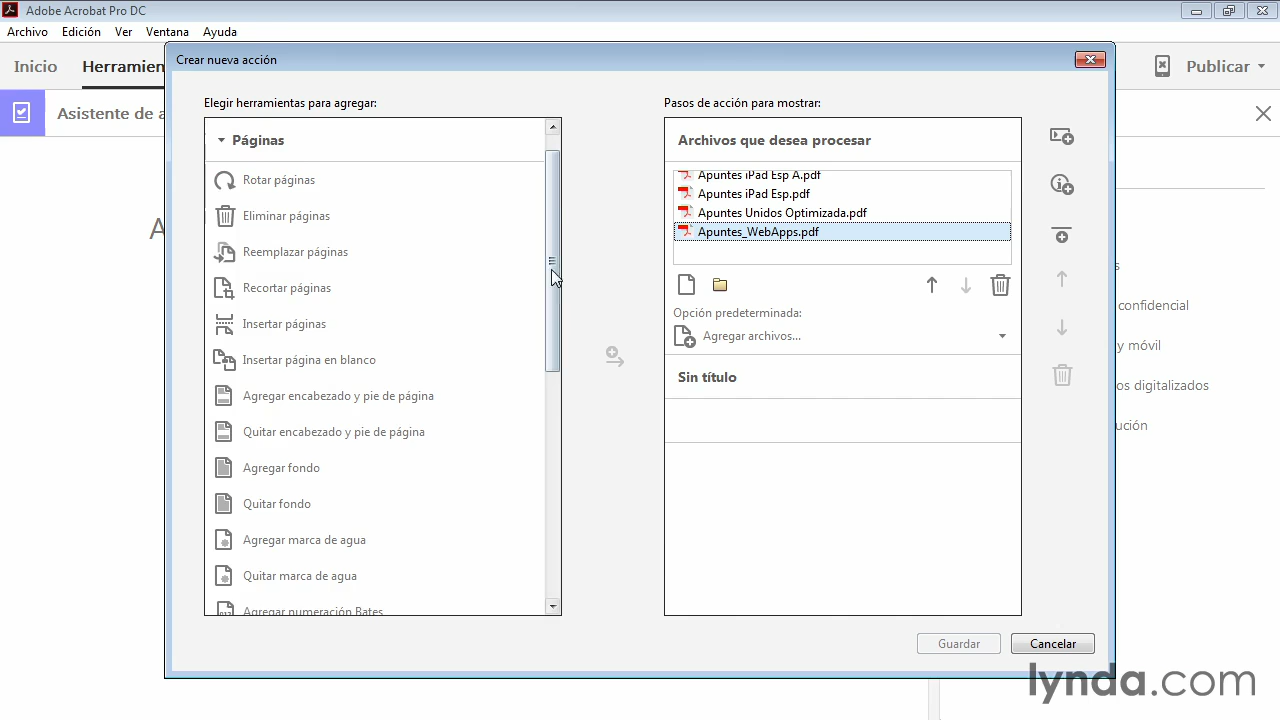 Adobe Acrobat Pro DC
Archivo Edición Ver Ventana Ayuda
Inicio Herramien Publicar
Asistente de a
Crear nueva acción
Elegir herramientas para agregar:
Páginas
Rotar páginas
Eliminar páginas
Reemplazar páginas
Recortar páginas
Insertar páginas
Insertar página en blanco
Agregar encabezado y pie de página
Quitar encabezado y pie de página
Agregar fondo
Quitar fondo
Agregar marca de agua
Quitar marca de agua
Agregar numeración Bates
Pasos de acción para mostrar:
Archivos que desea procesar
Apuntes iPad Esp A.pdf
Apuntes iPad Esp.pdf
Apuntes Unidos Optimizada.pdf
Apuntes_WebApps.pdf
Opción predeterminada:
Agregar archivos...
Sin título
Guardar Cancelar
A
s
confidencial
y móvil
os digitalizados
ución
lynda.com